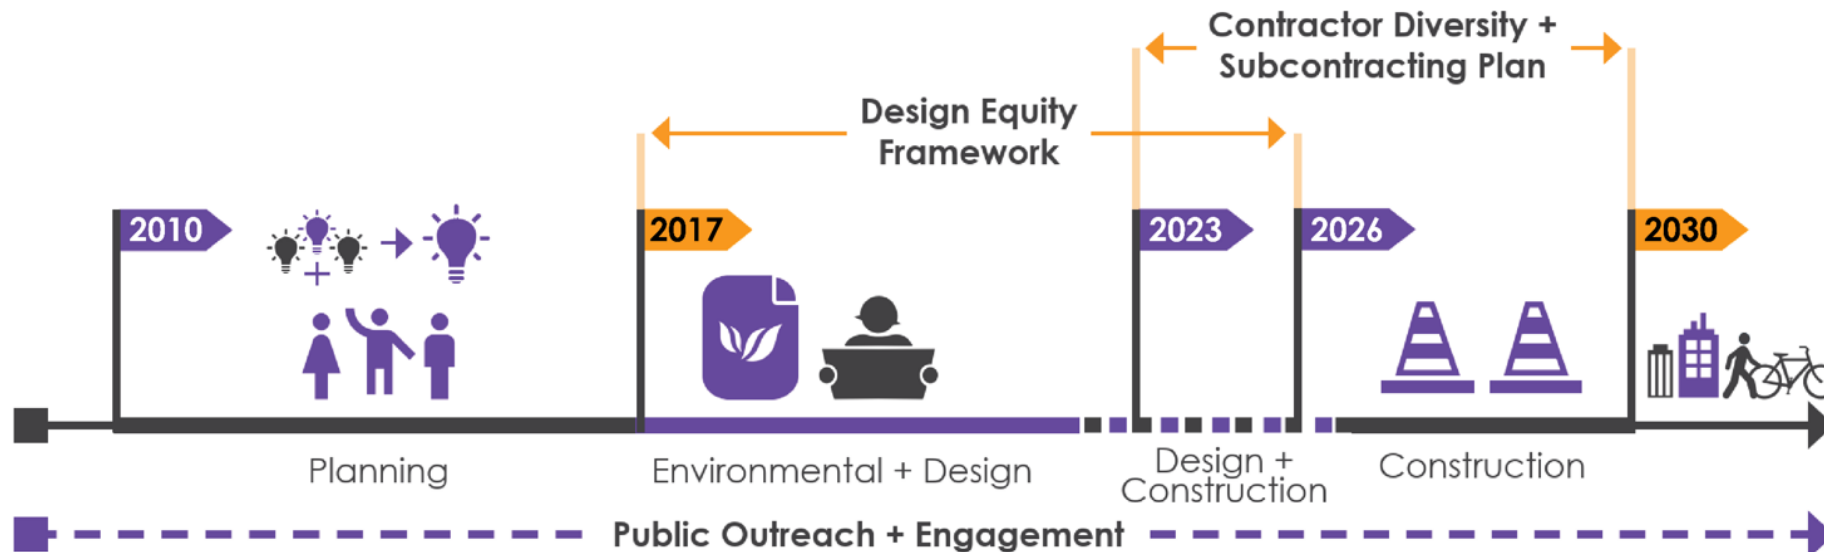 Contractor Diversity +
Subcontracting Plan
Design Equity
Framework
2010
2017
2023
2026
2030
Planning
Environmental + Design
Design +
Construction
Construction
Public Outreach + Engagement